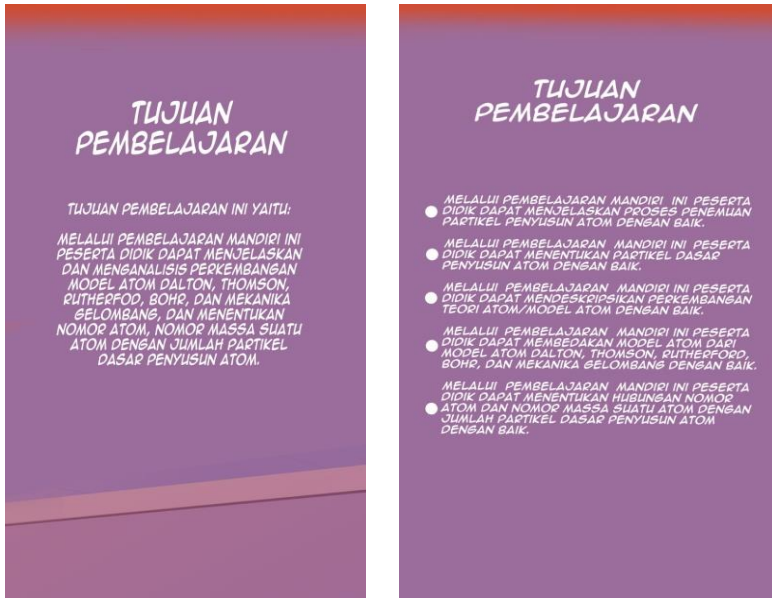 TUJUAN
PEMBELAJARAN
TUJUAN PEMBELAJARAN INI YAITU:
MELALUI PEMBELAJARAN MANDIRI INI
PESERTA DIDIK DAPAT MENJELASKAN
DAN MENGANALISIS PERKEMBANGAN
MODEL ATOM DALTON, THOMSON,
RUTHERFOD, BOHR, DAN MEKANIKA
GELOMBANG, DAN MENENTUKAN
NOMOR ATOM, NOMOR MASSA SUATU
ATOM DENGAN JUMLAH PARTIKEL
DASAR PENYUSUN ATOM.
TUJUAN
PEMBELAJARAN
MELALUI PEMBELAJARAN MANDIRI INI PESERTA
DIDIK DAPAT MENJELASKAN PROSES PENEMUAN
PARTIKEL PENYUSUN ATOM DENGAN BAIK.
MELALUI PEMBELAJARAN MANDIRI INI PESERTA
DIDIK DAPAT MENENTUKAN PARTIKEL DASAR
PENYUSUN ATOM DENGAN BAIK.
MELALUI PEMBELAJARAN MANDIRI INI PESERTA
DIDIK DAPAT MENDESKRIPSIKAN PERKEMBANGAN
TEORI ATOM/MODEL ATOM DENGAN BAIK.
MELALUI PEMBELAJARAN MANDIRI INI PESERTA
DIDIK DAPAT MEMBEDAKAN MODEL ATOM DARI
MODEL ATOM DALTON, THOMSON, RUTHERFORD,
BOHR, DAN MEKANIKA GELOMBANG DENGAN BAIK.
MELALUI PEMBELAJARAN MANDIRI INI PESERTA
DIDIK DAPAT MENENTUKAN HUBUNGAN NOMOR
ATOM DAN NOMOR MASSA SUATU ATOM DENGAN
JUMLAH PARTIKEL DASAR PENYUSUN ATOM
DENGAN BAIK.